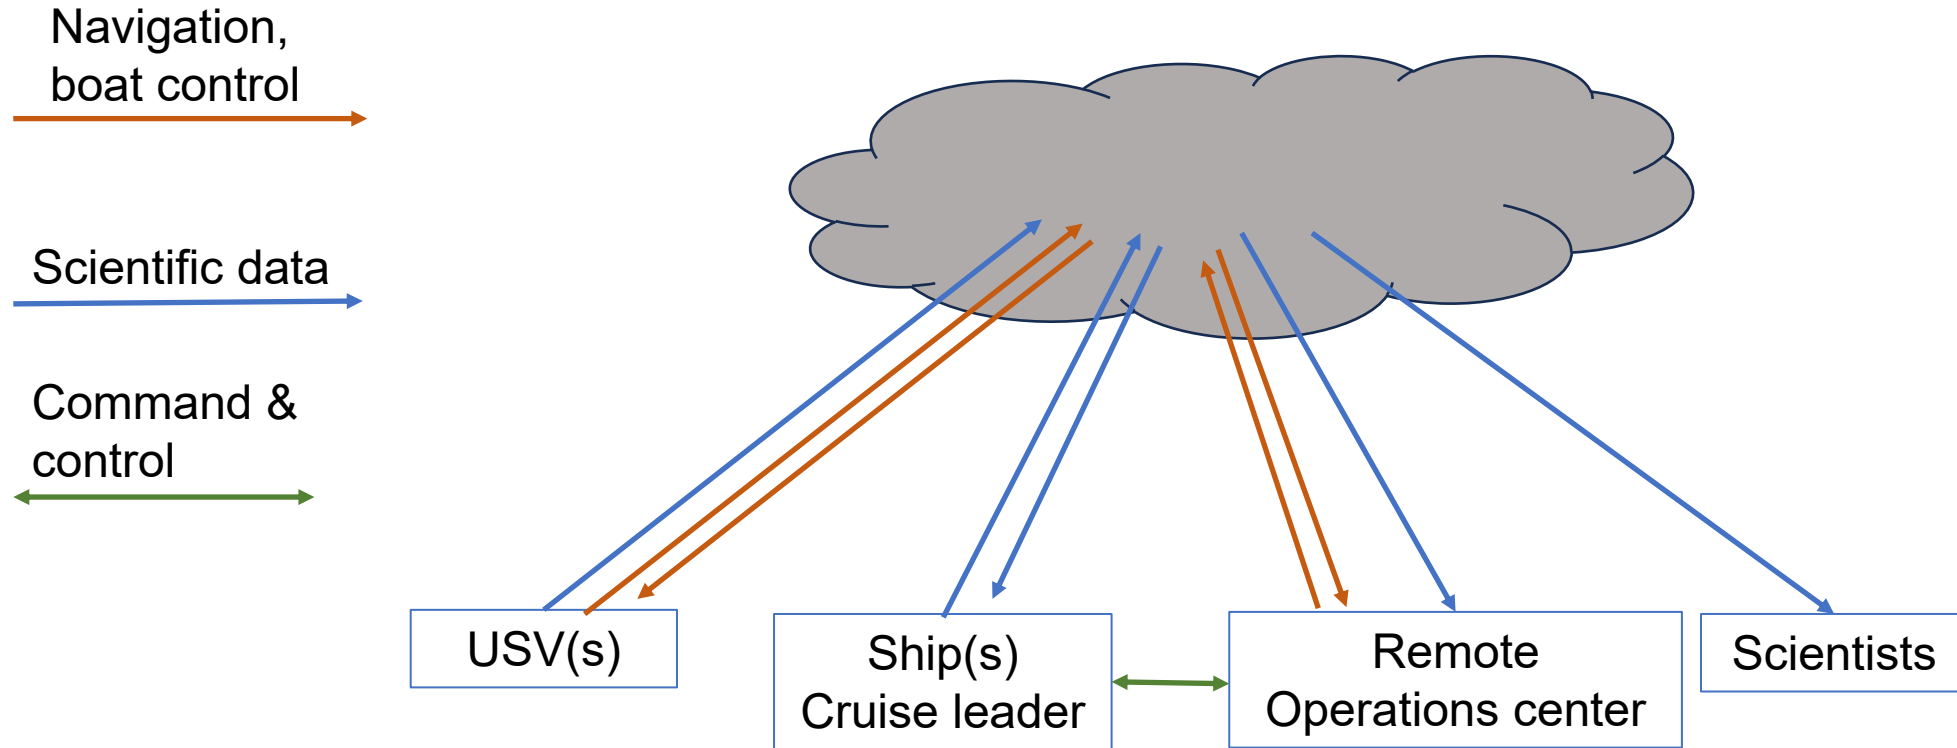 Navigation,
boat control
Scientific data
Command &
control
USV(s)
Ship(s)
Cruise leader
Remote
Operations center
Scientists